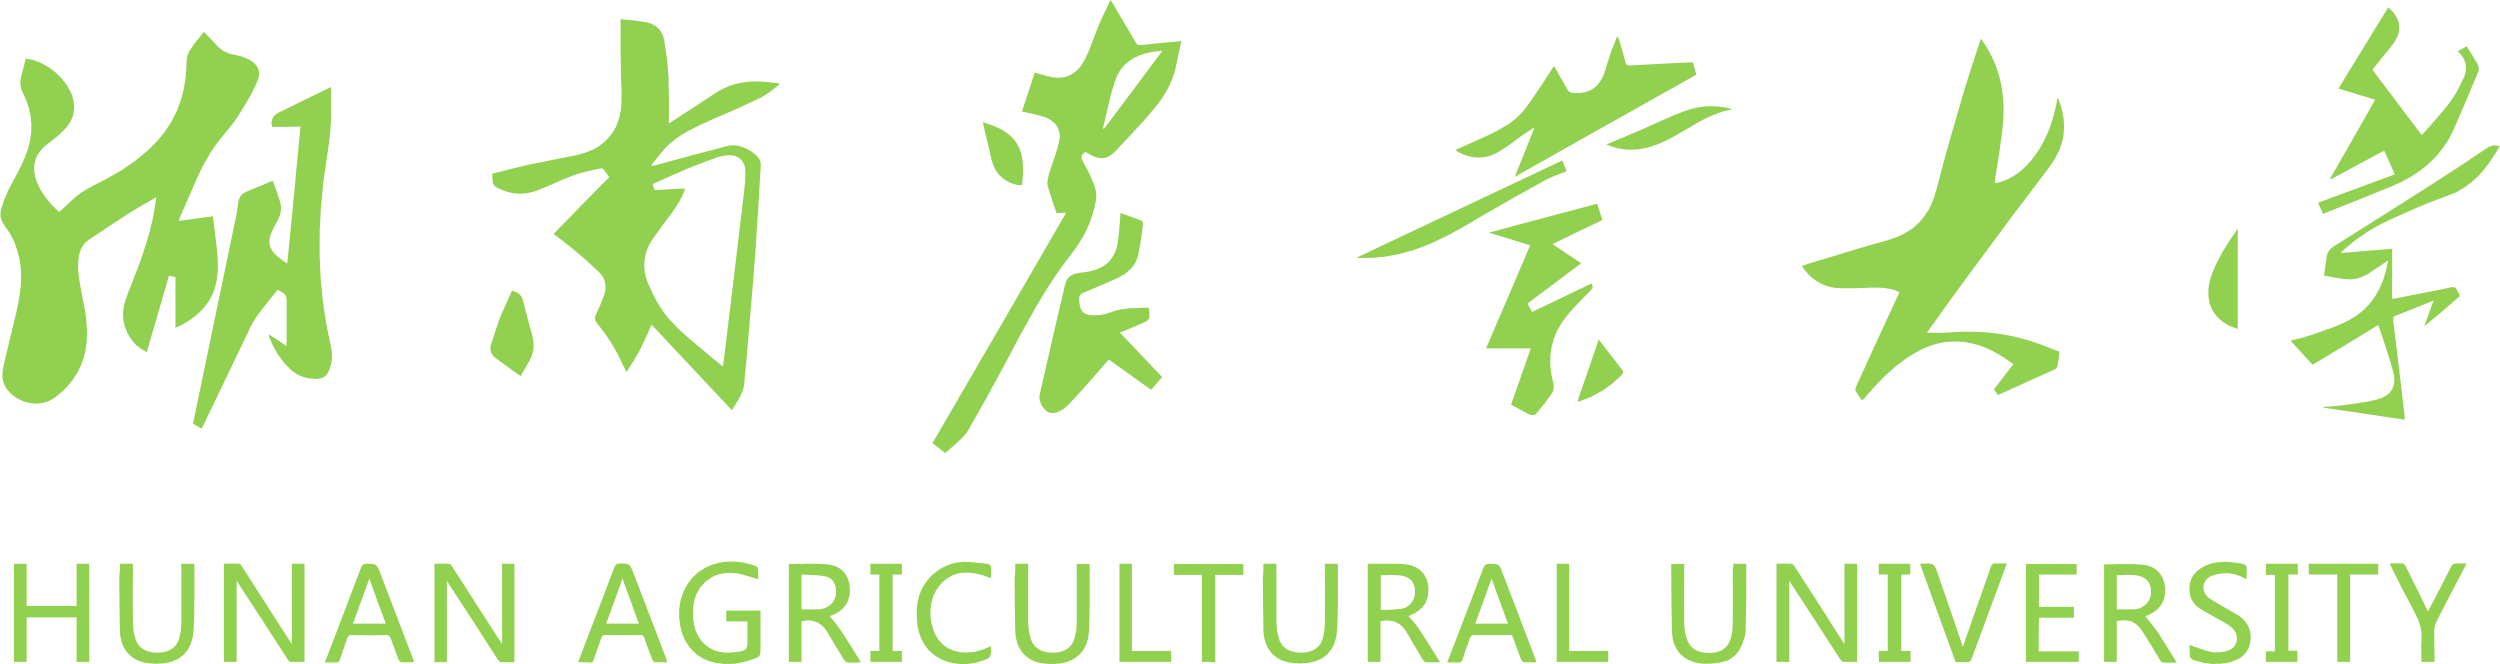 湖南农业大学
HUNAN AGRICULTURAL UNIVERSITY